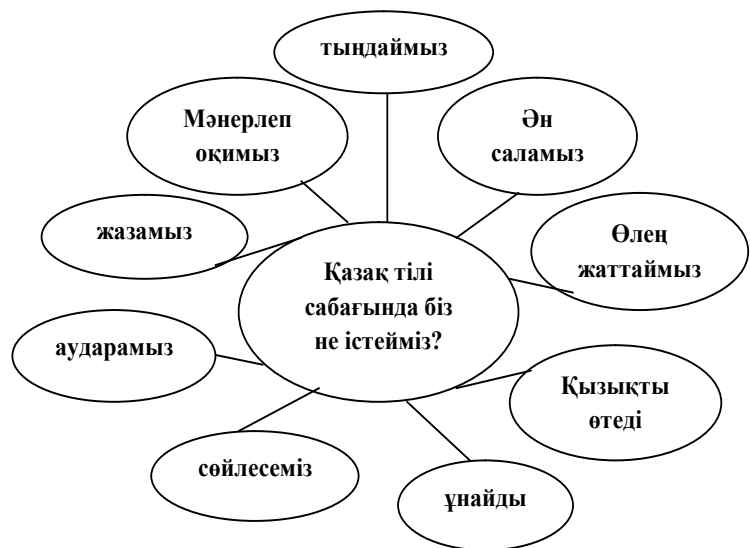 тыңдаймыз
Мәнерлеп
оқимыз
Ән
саламыз
жазамыз
Өлең
жаттаймыз
Қазақ тілі
сабағында біз
не істейміз?
аударамыз
Қызықты
өтеді
сөйлесеміз
ұнайды